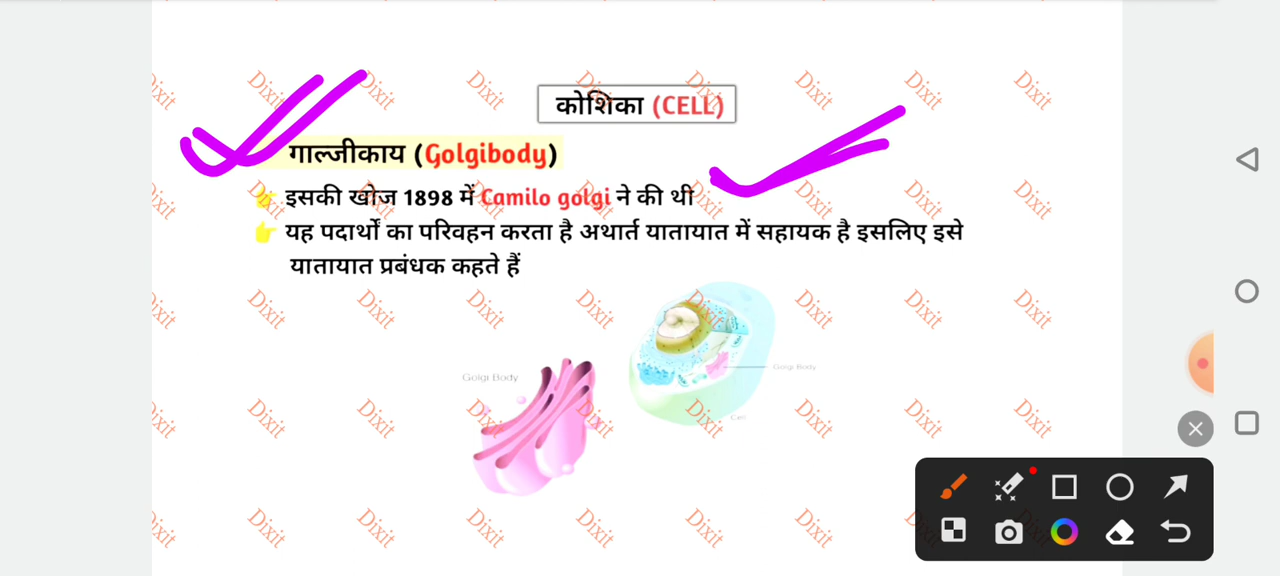 कोशिका (CELL)
गाल्जीकाय (Golgibody)
👉 इसकी खोज 1898 में Camilo golgi ने की थी
👉 यह पदार्थों का परिवहन करता है अथार्त यातायात में सहायक है इसलिए इसे
यातायात प्रबंधक कहते हैं
Golgi Body
Golgi Body
Cell
Dixit